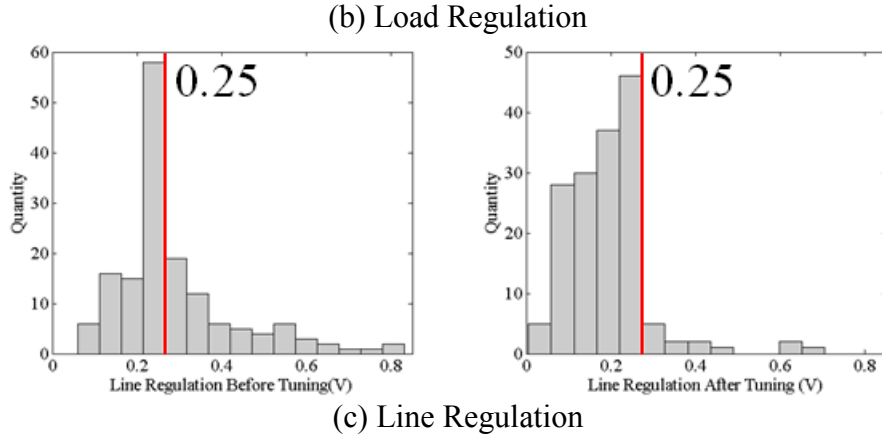 (b) Load Regulation
60
50
40
30
20
10
0
Quantity
0.25
0 0.2 0.4 0.6 0.8
Line Regulation Before Tuning(V)
50
40
30
20
10
0
Quantity
0.25
0 0.2 0.4 0.6 0.8
Line Regulation After Tuning (V)
(c) Line Regulation